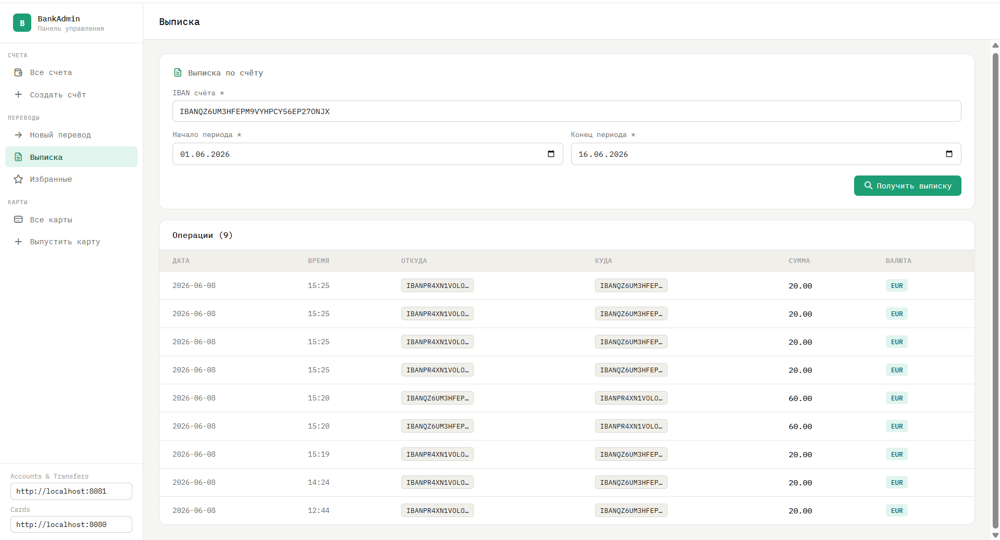 B
BankAdmin
Панель управления
СЧЕТА
Все счета
Создать счёт
ПЕРЕВОДЫ
Новый перевод
Выписка
Избранные
КАРТЫ
Все карты
Выпустить карту
Accounts & Transfers
http://localhost:8081
Cards
http://localhost:8080
Выписка
Выписка по счёту
IBAN счёта *
IBANQZ6UM3HFEPM9VYHPCY56EP27ONJX
Начало периода * Конец периода *
01.06.2026 16.06.2026
Получить выписку
Операции (9)
ДАТА ВРЕМЯ ОТКУДА КУДА СУММА ВАЛЮТА
2026-06-08 15:25 IBANPR4XN1VOLO… IBANQZ6UM3HFEP… 20.00 EUR
2026-06-08 15:25 IBANPR4XN1VOLO… IBANQZ6UM3HFEP… 20.00 EUR
2026-06-08 15:25 IBANPR4XN1VOLO… IBANQZ6UM3HFEP… 20.00 EUR
2026-06-08 15:25 IBANPR4XN1VOLO… IBANQZ6UM3HFEP… 20.00 EUR
2026-06-08 15:20 IBANQZ6UM3HFEP… IBANPR4XN1VOLO… 60.00 EUR
2026-06-08 15:20 IBANQZ6UM3HFEP… IBANPR4XN1VOLO… 60.00 EUR
2026-06-08 15:19 IBANPR4XN1VOLO… IBANQZ6UM3HFEP… 20.00 EUR
2026-06-08 14:24 IBANPR4XN1VOLO… IBANQZ6UM3HFEP… 20.00 EUR
2026-06-08 12:44 IBANPR4XN1VOLO… IBANQZ6UM3HFEP… 20.00 EUR